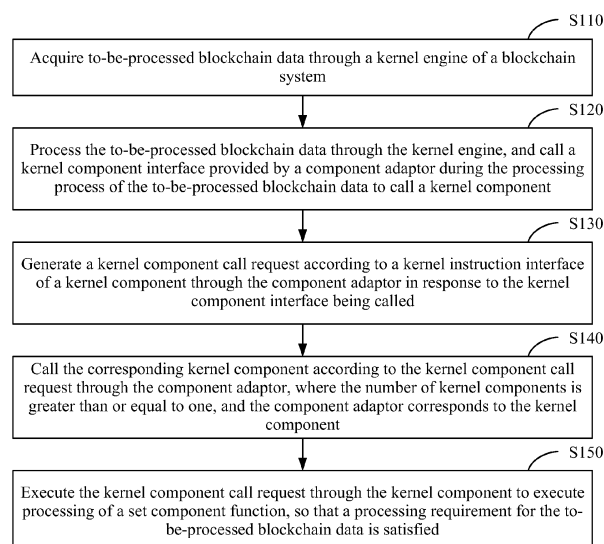 S110
Acquire to-be-processed blockchain data through a kernel engine of a blockchain
system
S120
Process the to-be-processed blockchain data through the kernel engine, and call a
kernel component interface provided by a component adaptor during the processing
process of the to-be-processed blockchain data to call a kernel component
S130
Generate a kernel component call request according to a kernel instruction interface
of a kernel component through the component adaptor in response to the kernel
component interface being called
S140
Call the corresponding kernel component according to the kernel component call
request through the component adaptor, where the number of kernel components is
greater than or equal to one, and the component adaptor corresponds to the kernel
component
S150
Execute the kernel component call request through the kernel component to execute
processing of a set component function, so that a processing requirement for the to-
be-processed blockchain data is satisfied